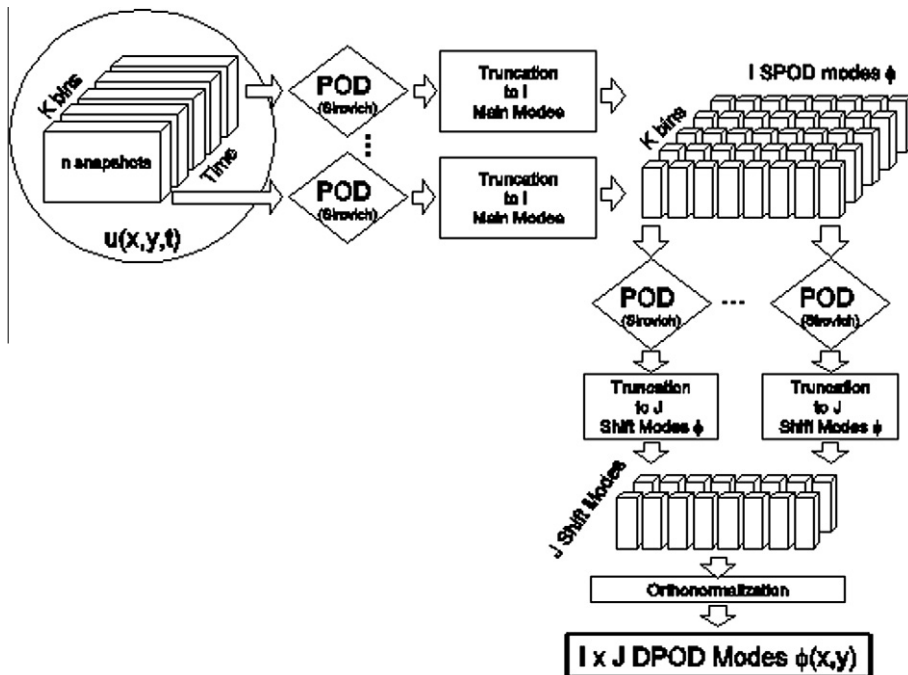 K bins
n snapshots
Time
u(x,y,t)
POD
(Sirovich)
Truncation
to I
Main Modes
POD
(Sirovich)
Truncation
to I
Main Modes
I SPOD modes ϕ
K bins
POD
(Sirovich)
...
POD
(Sirovich)
Truncation
to J
Shift Modes ϕ
Truncation
to J
Shift Modes ϕ
J Shift Modes
Orthonormalization
I x J DPOD Modes ϕ(x,y)